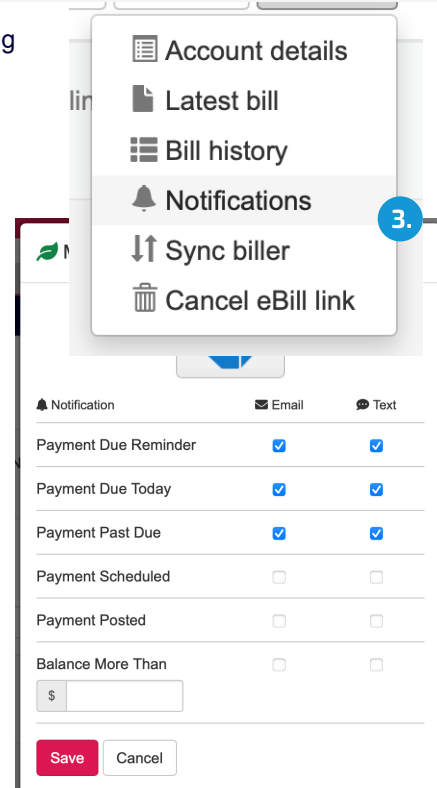 g
Account details
lin
Latest bill
Bill history
Notifications
3.
Sync biller
Cancel eBill link
Notification Email Text
Payment Due Reminder
Payment Due Today
Payment Past Due
Payment Scheduled
Payment Posted
Balance More Than
$
Save Cancel